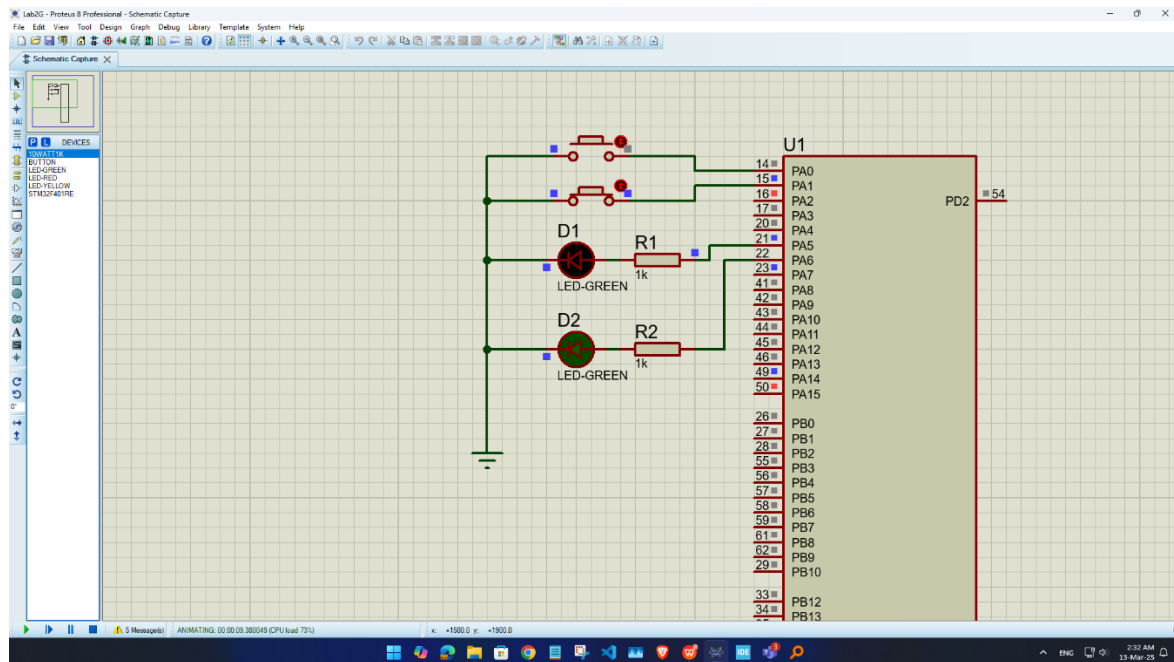 Lab2G - Proteus 8 Professional - Schematic Capture
File Edit View Tool Design Graph Debug Library Template System Help
Schematic Capture
P L DEVICES
10WATT1K
BUTTON
LED-GREEN
LED-RED
LED-YELLOW
STM32F401RE
U1
14 PA0
15 PA1
16 PA2
17 PA3
20 PA4
21 PA5
22 PA6
23 PA7
41 PA8
42 PA9
43 PA10
44 PA11
45 PA12
46 PA13
49 PA14
50 PA15
26 PB0
27 PB1
28 PB2
55 PB3
56 PB4
57 PB5
58 PB6
59 PB7
61 PB8
62 PB9
29 PB10
33 PB12
34 PB13
PD2 54
D1
LED-GREEN
R1
1k
D2
LED-GREEN
R2
1k
LBL
A
0°
5 Message(s) ANIMATING: 00:00:09.380049 (CPU load 73%) x: +1500.0 y: +1900.0
IDE 3 ENG 2:32 AM
13-Mar-25